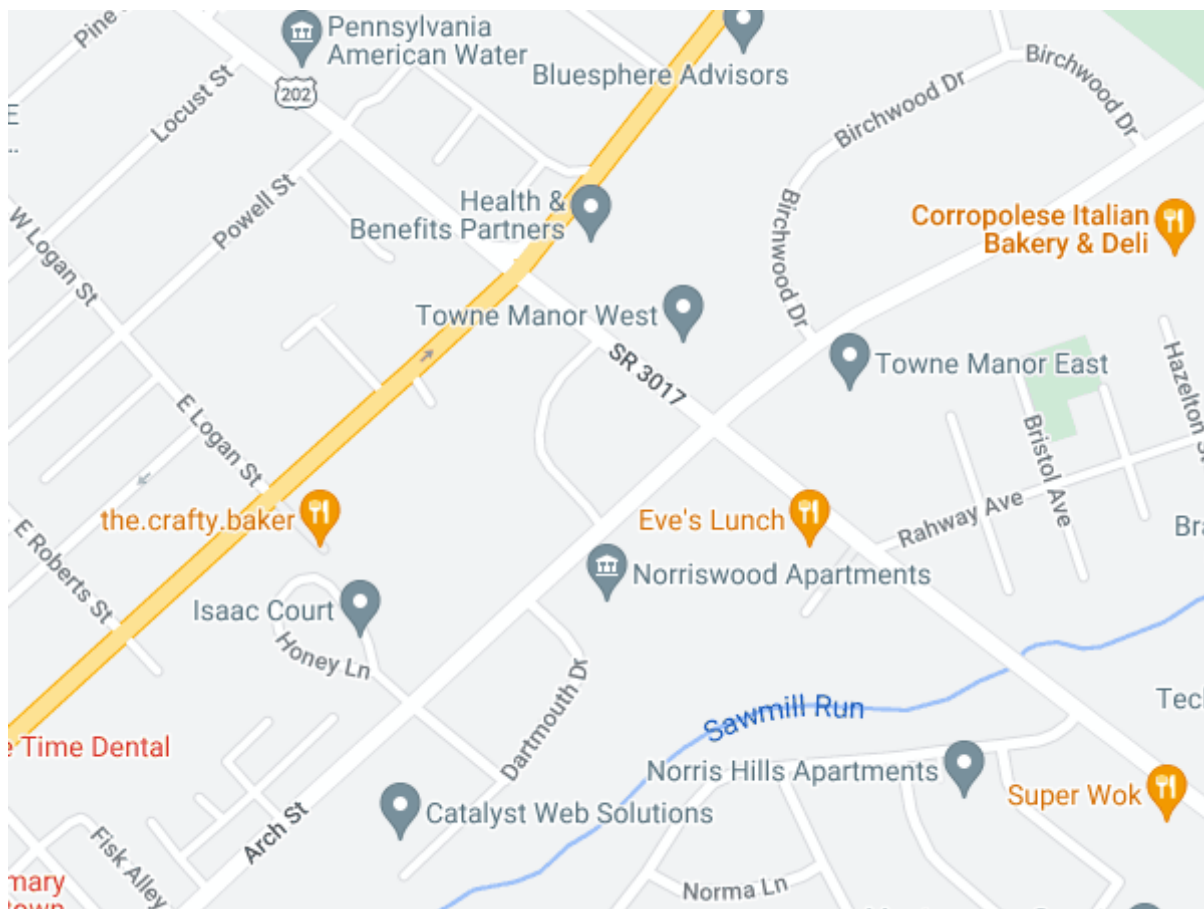 Pine
Pennsylvania
American Water
202
Locust St
Bluesphere Advisors
Birchwood Dr
Birchwood Dr
E
..
Powell St
Health &
Benefits Partners
Birchwood Dr
Corropolese Italian
Bakery & Deli
W Logan St
Towne Manor West
SR 3017
Towne Manor East
Hazelton
E Logan St
Bristol Ave
the.crafty.baker
Eve's Lunch
Rahway Ave
Bra
E Roberts St
Norriswood Apartments
Isaac Court
Honey Ln
Dartmouth Dr
Sawmill Run
Tecl
e Time Dental
Norris Hills Apartments
Super Wok
Arch St
Catalyst Web Solutions
Fisk Alley
mary
town
Norma Ln